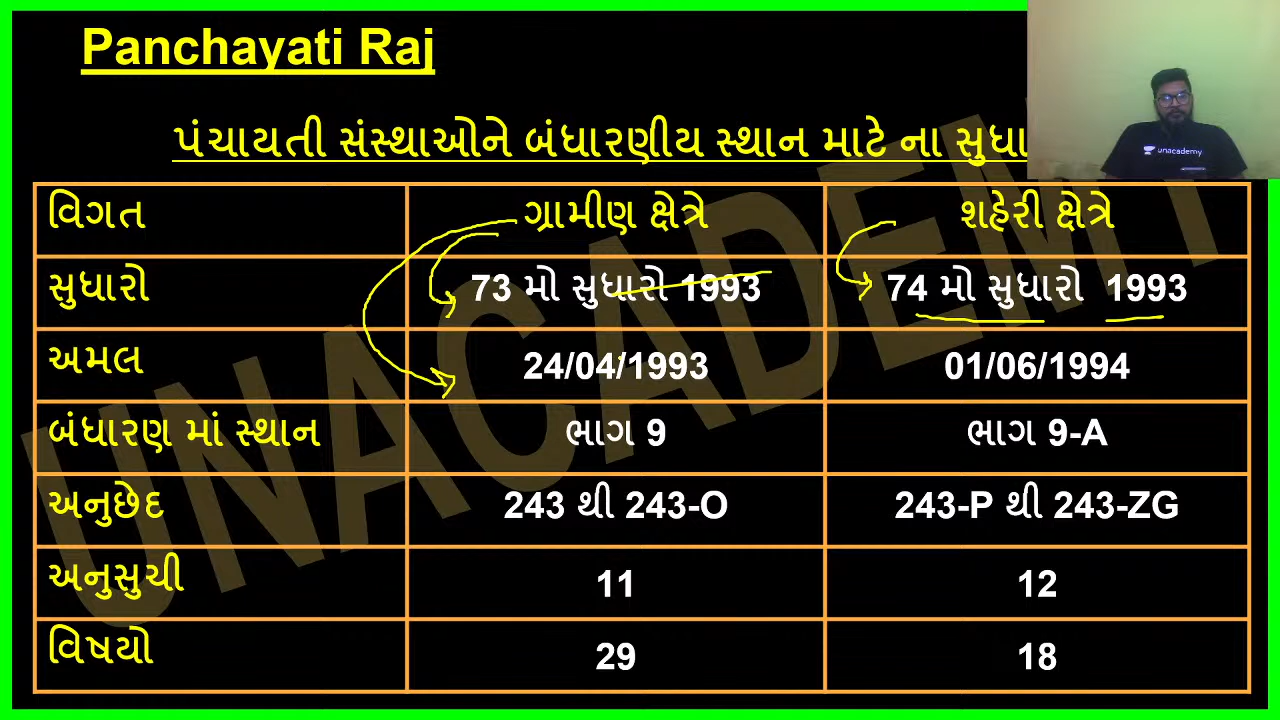 Panchayati Raj
unacademy
પંચાયતી સંસ્થાઓને બંધારણીય સ્થાન માટે ના સુધા
વિગત ગ્રામીણ ક્ષેત્રે શહેરી ક્ષેત્રે
સુધારો 73 મો સુધારો 1993 74 મો સુધારો 1993
અમલ 24/04/1993 01/06/1994
બંધારણ માં સ્થાન ભાગ 9 ભાગ 9-A
અનુછેદ 243 થી 243-O 243-P થી 243-ZG
અનુસુચી 11 12
વિષયો 29 18
UNACADEMY